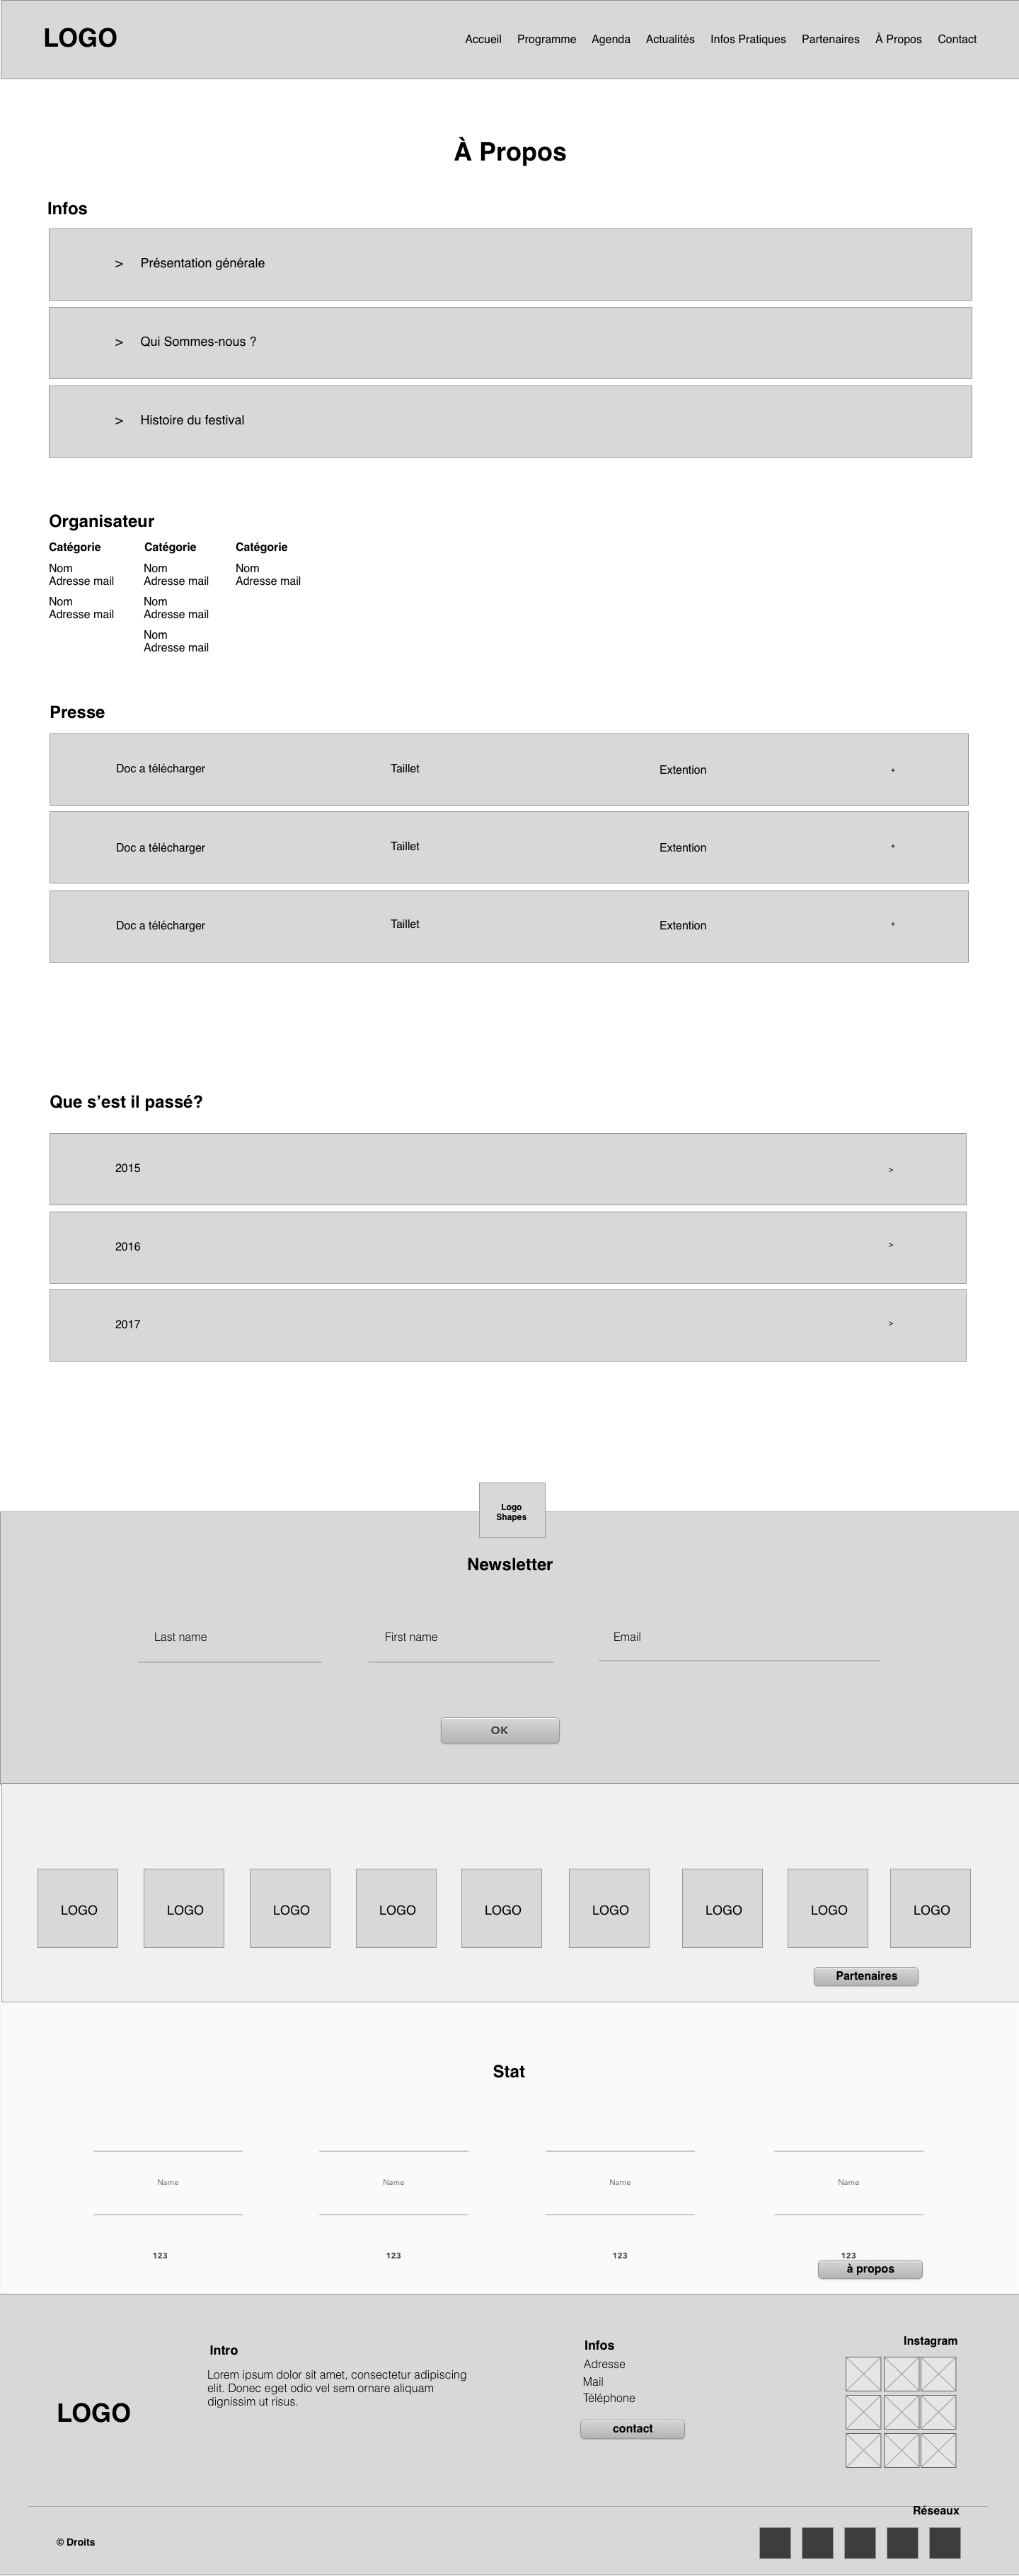 LOGO
Accueil Programme Agenda Actualités Infos Pratiques Partenaires À Propos Contact
À Propos
Infos
> Présentation générale
> Qui Sommes-nous ?
> Histoire du festival
Organisateur
Catégorie Catégorie Catégorie
Nom Nom Nom
Adresse mail Adresse mail Adresse mail
Nom Nom
Adresse mail Adresse mail
Nom
Adresse mail
Presse
Doc a télécharger Taillet Extention +
Doc a télécharger Taillet Extention +
Doc a télécharger Taillet Extention +
Que s’est il passé?
2015 >
2016 >
2017 >
Logo
Shapes
Newsletter
Last name First name Email
OK
LOGO LOGO LOGO LOGO LOGO LOGO LOGO LOGO LOGO
Partenaires
Stat
Name Name Name Name
123 123 123 123
à propos
LOGO
Intro
Lorem ipsum dolor sit amet, consectetur adipiscing
elit. Donec eget odio vel sem ornare aliquam
dignissim ut risus.
Infos
Adresse
Mail
Téléphone
contact
Instagram
Réseaux
© Droits